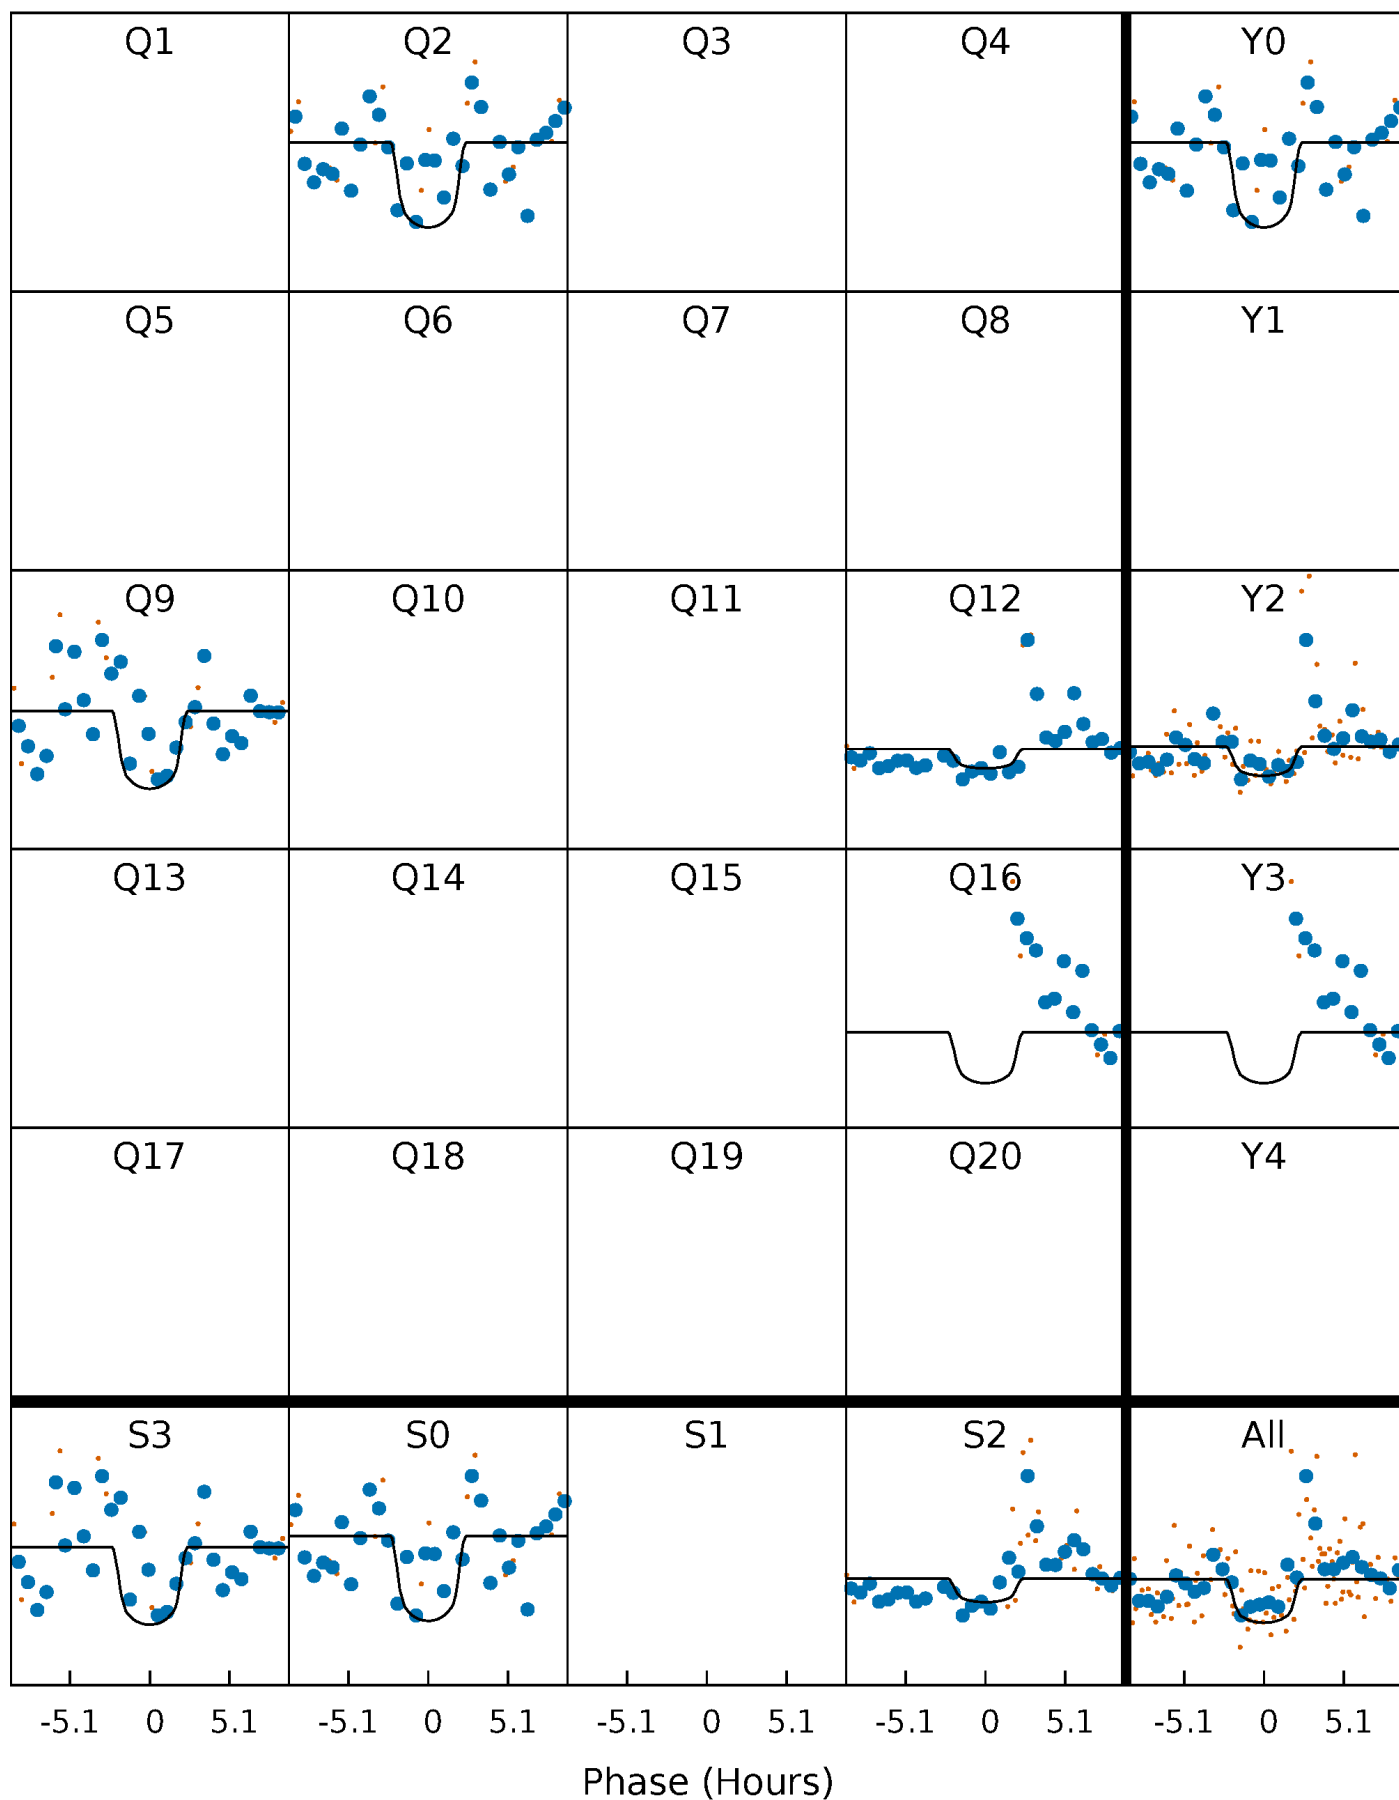 Q1 Q2 Q3 Q4 Y0
Q5 Q6 Q7 Q8 Y1
Q9 Q10 Q11 Q12 Y2
Q13 Q14 Q15 Q16 Y3
Q17 Q18 Q19 Q20 Y4
S3 S0 S1 S2 All
-5.1 0 5.1 -5.1 0 5.1 -5.1 0 5.1 -5.1 0 5.1 -5.1 0 5.1
Phase (Hours)